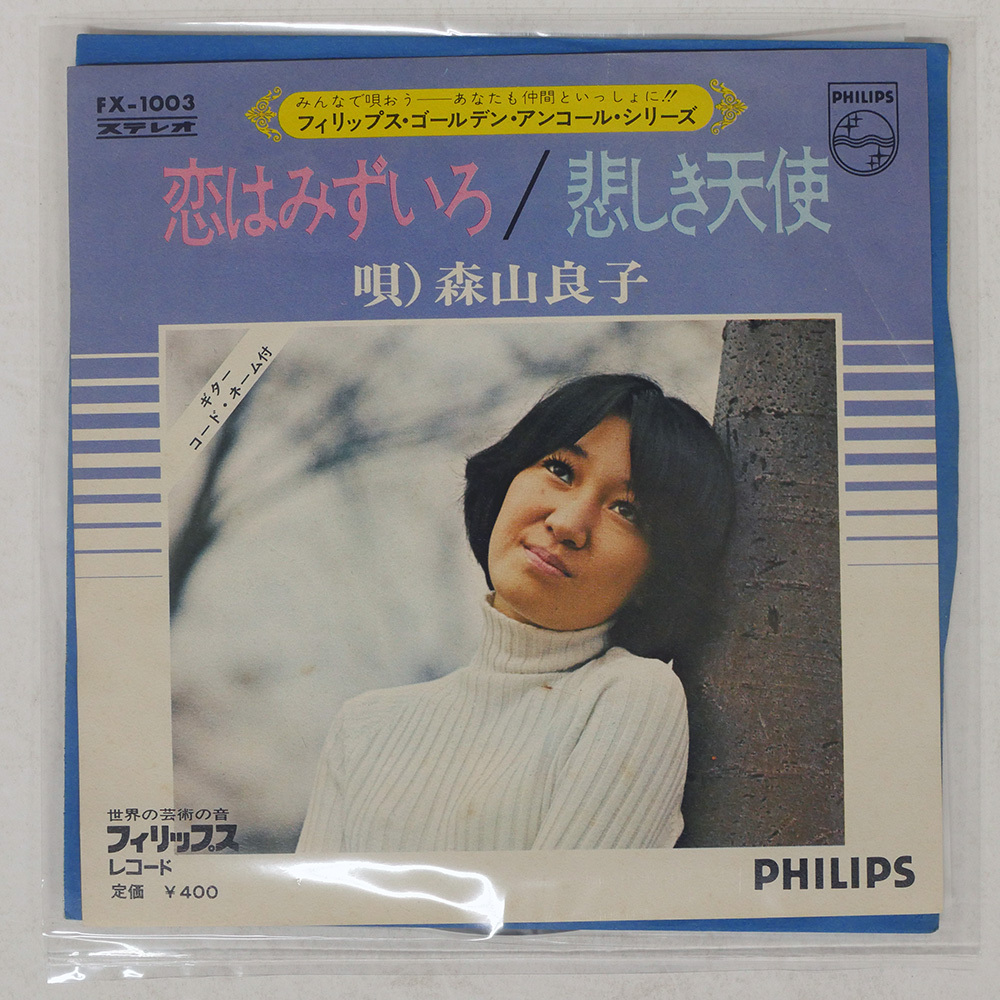 FX-1003
ステレオ
みんなで唄おう――あなたも仲間といっしょに!!
フィリップス・ゴールデン・アンコール・シリーズ
PHILIPS
恋はみずいろ/悲しき天使
唄)森山良子
ギター
コード・ネーム付
世界の芸術の音
フィリップス
レコード
定価 ¥400
PHILIPS